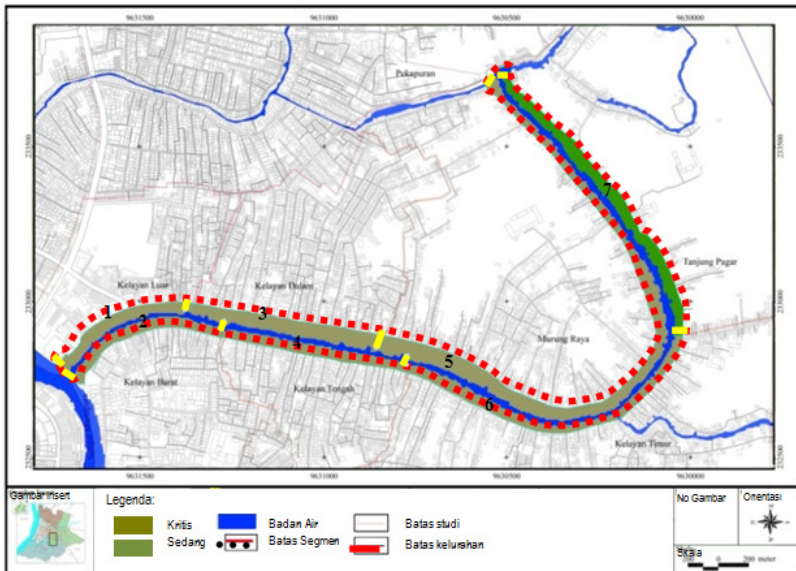 9631500 9631000 9630500 9630000
Pekapuran
233500 233500
7
Tanjung Pagar
Kelayan Luar Kelayan Dalam
233000 233000
1 3
2 4
Murung Raya
5
Kelayan Barat Kelayan Tengah
6
Kelayan Timur
232500 232500
9631500 9631000 9630500 9630000
Gambar Insert Legenda: No Gambar Orientasi
Kritis Badan Air Batas studi
Sedang Batas Segmen Batas kelurahan
Skala
200 0 200 meter